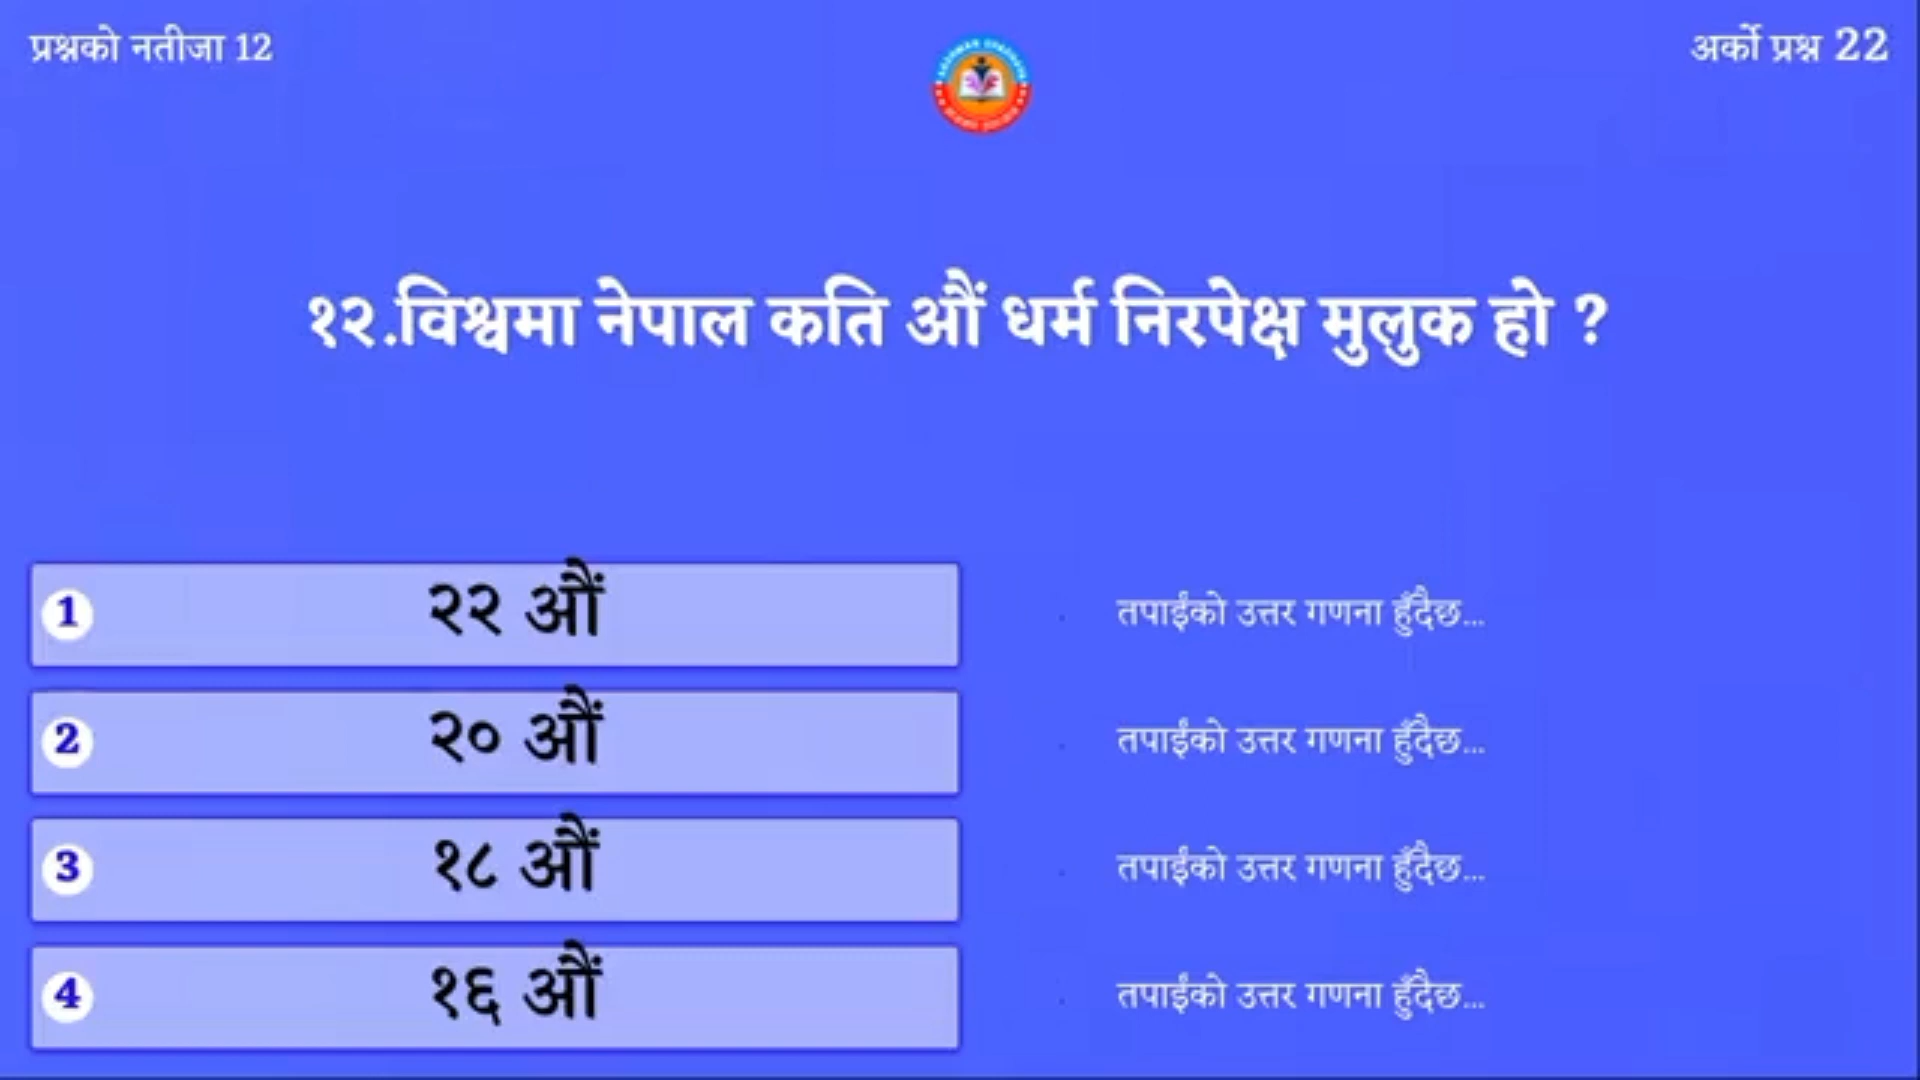 प्रश्नको नतीजा 12
अर्को प्रश्न 22
१२.विश्वमा नेपाल कति औं धर्म निरपेक्ष मुलुक हो ?
1 २२ औं तपाईंको उत्तर गणना हुँदैछ...
2 २० औं तपाईंको उत्तर गणना हुँदैछ...
3 १८ औं तपाईंको उत्तर गणना हुँदैछ...
4 १६ औं तपाईंको उत्तर गणना हुँदैछ...